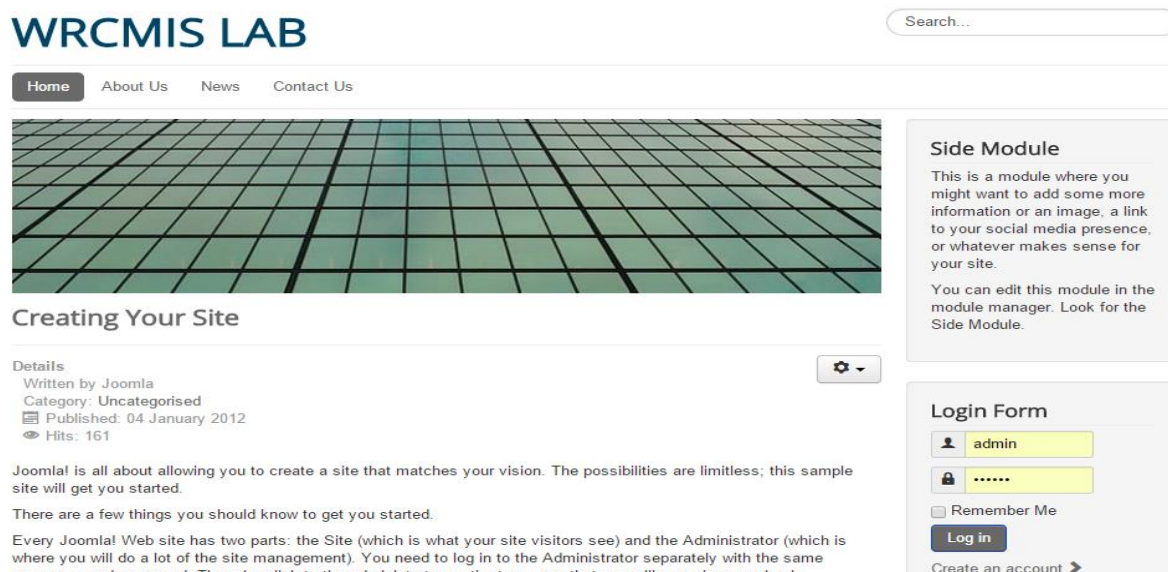 WRCMIS LAB
Search...
Home About Us News Contact Us
Creating Your Site
Details
Written by Joomla
Category: Uncategorised
Published: 04 January 2012
Hits: 161
Joomla! is all about allowing you to create a site that matches your vision. The possibilities are limitless; this sample
site will get you started.
There are a few things you should know to get you started.
Every Joomla! Web site has two parts: the Site (which is what your site visitors see) and the Administrator (which is
where you will do a lot of the site management). You need to log in to the Administrator separately with the same
Side Module
This is a module where you
might want to add some more
information or an image, a link
to your social media presence,
or whatever makes sense for
your site.
You can edit this module in the
module manager. Look for the
Side Module.
Login Form
admin
••••••
Remember Me
Log in
Create an account